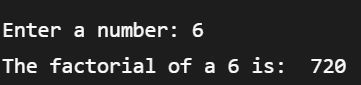 Enter a number: 6
The factorial of a 6 is:  720